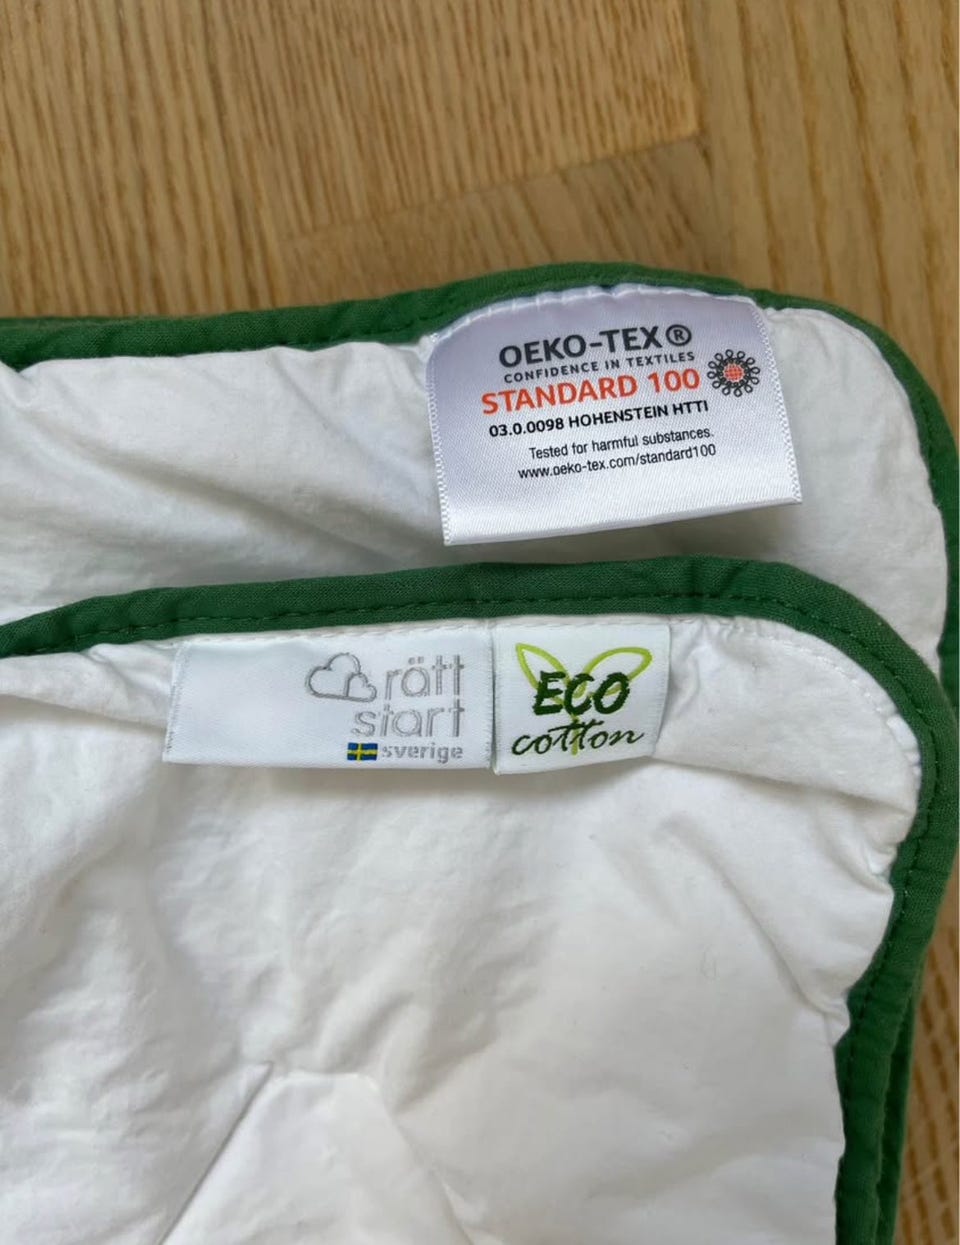 OEKO-TEX®
CONFIDENCE IN TEXTILES
STANDARD 100
03.0.0098 HOHENSTEIN HTTI
Tested for harmful substances.
www.oeko-tex.com/standard100
rätt
start
sverige
ECO
cotton